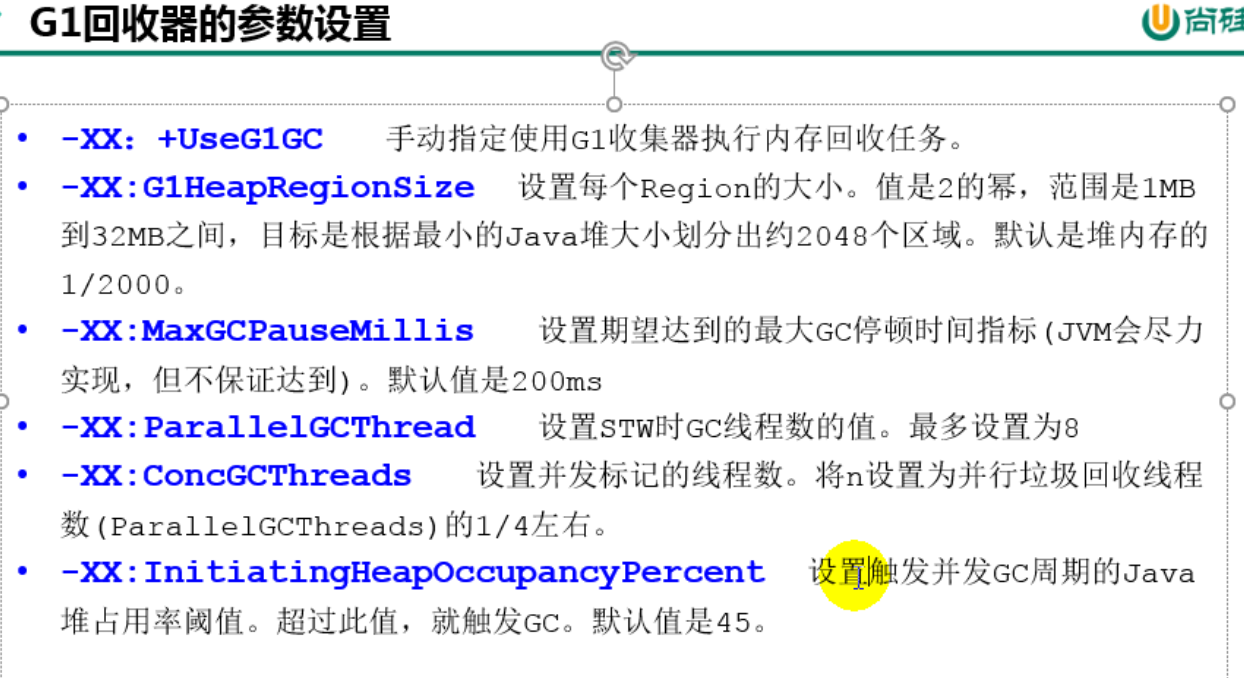 G1回收器的参数设置
尚硅
• -XX：+UseG1GC 手动指定使用G1收集器执行内存回收任务。
• -XX:G1HeapRegionSize 设置每个Region的大小。值是2的幂，范围是1MB
到32MB之间，目标是根据最小的Java堆大小划分出约2048个区域。默认是堆内存的
1/2000。
• -XX:MaxGCPauseMillis 设置期望达到的最大GC停顿时间指标(JVM会尽力
实现，但不保证达到)。默认值是200ms
• -XX:ParallelGCThread 设置STW时GC线程数的值。最多设置为8
• -XX:ConcGCThreads 设置并发标记的线程数。将n设置为并行垃圾回收线程
数(ParallelGCThreads)的1/4左右。
• -XX:InitiatingHeapOccupancyPercent 设置触发并发GC周期的Java
堆占用率阈值。超过此值，就触发GC。默认值是45。